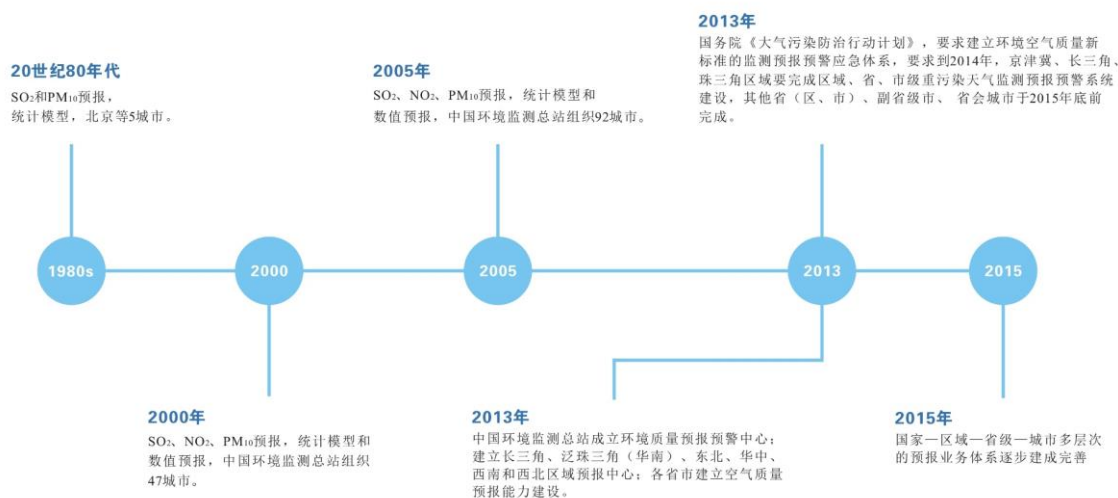 2013年
国务院《大气污染防治行动计划》，要求建立环境空气质量新
标准的监测预报预警应急体系，要求到2014年，京津冀、长三角、
珠三角区域要完成区域、省、市级重污染天气监测预报预警系统
建设，其他省（区、市）、副省级市、省会城市于2015年底前
完成。
20世纪80年代
SO₂和PM₁₀预报，
统计模型，北京等5城市。
2005年
SO₂、NO₂、PM₁₀预报，统计模型和
数值预报，中国环境监测总站组织92城市。
1980s
2000
2005
2013
2015
2000年
SO₂、NO₂、PM₁₀预报，统计模型和
数值预报，中国环境监测总站组织
47城市。
2013年
中国环境监测总站成立环境质量预报预警中心；
建立长三角、泛珠三角（华南）、东北、华中、
西南和西北区域预报中心；各省市建立空气质量
预报能力建设。
2015年
国家—区域—省级—城市多层次
的预报业务体系逐步建成完善